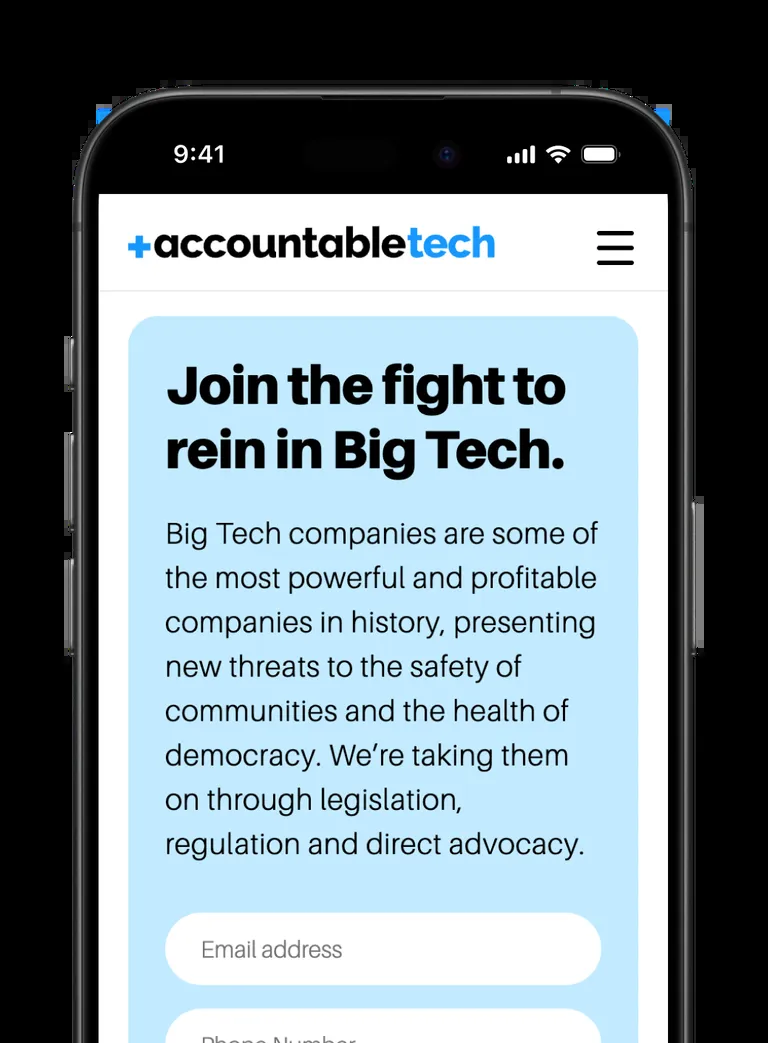 9:41
+accountabletech
Join the fight to
rein in Big Tech.
Big Tech companies are some of
the most powerful and profitable
companies in history, presenting
new threats to the safety of
communities and the health of
democracy. We’re taking them
on through legislation,
regulation and direct advocacy.
Email address
Phone Number